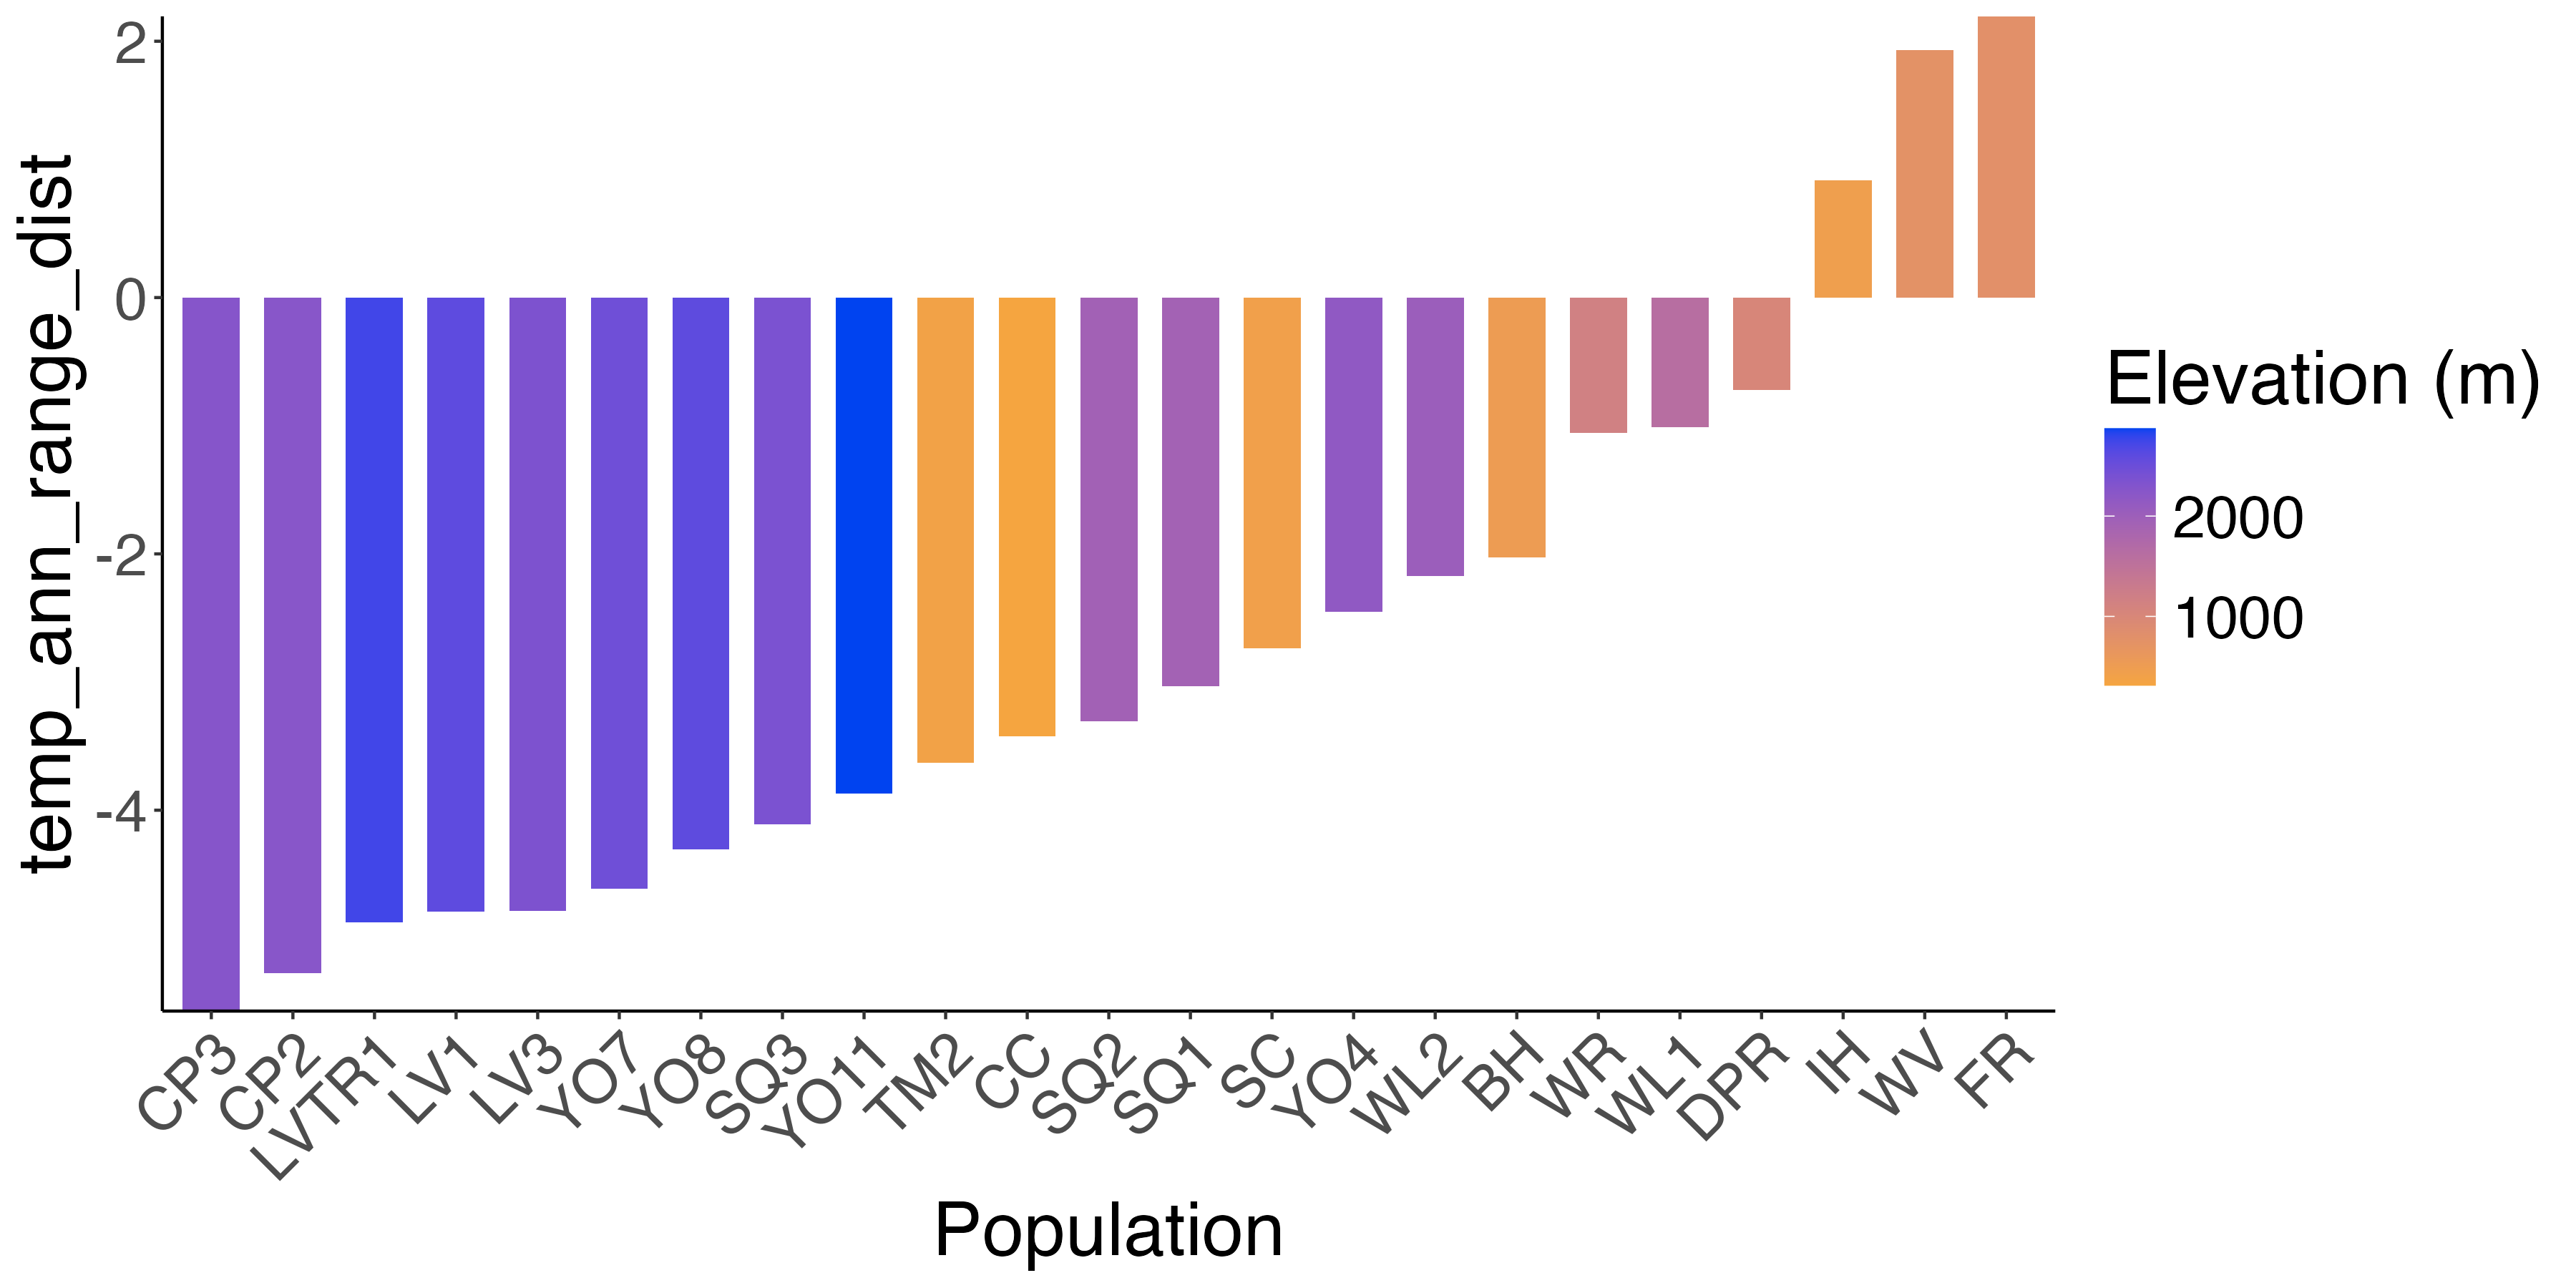 temp_ann_range_dist
2
0
-2
-4
CP3
CP2
LVTR1
LV1
LV3
YO7
YO8
SQ3
YO11
TM2
CC
SQ2
SQ1
SC
YO4
WL2
BH
WR
WL1
DPR
IH
WV
FR
Population
Elevation (m)
2000
1000